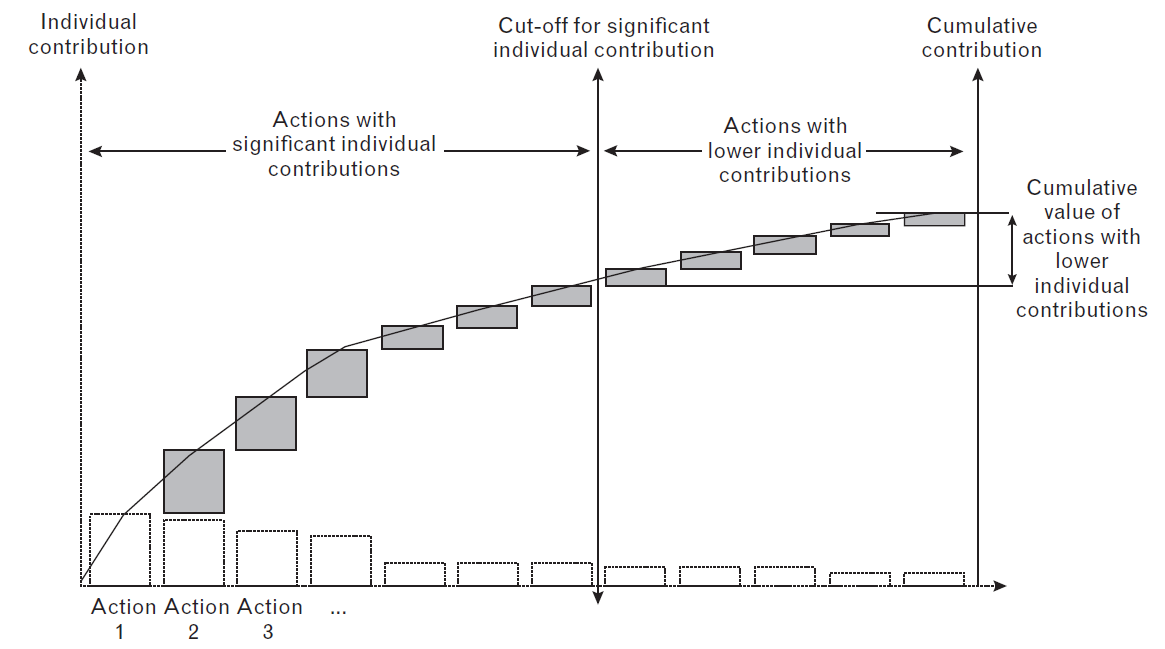 Individual
contribution
Cut-off for significant
individual contribution
Cumulative
contribution
Actions with
significant individual
contributions
Actions with
lower individual
contributions
Cumulative
value of
actions with
lower
individual
contributions
Action
1
Action
2
Action
3
...